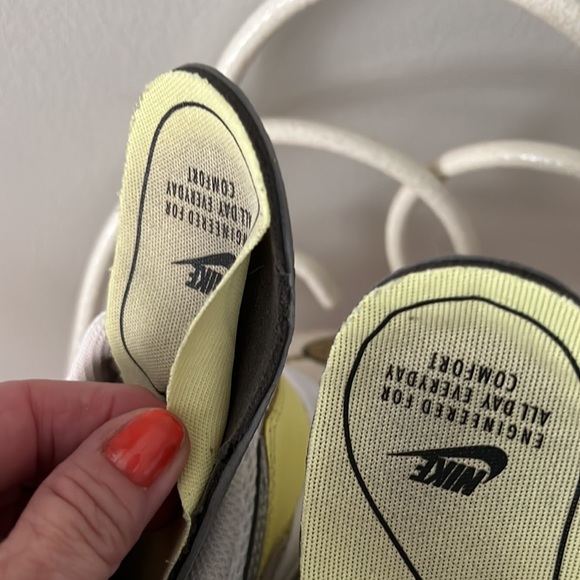 ENGINEERED FOR
ALL DAY EVERYDAY
COMFORT
NIKE
ENGINEERED FOR
ALL DAY EVERYDAY
COMFORT
NIKE